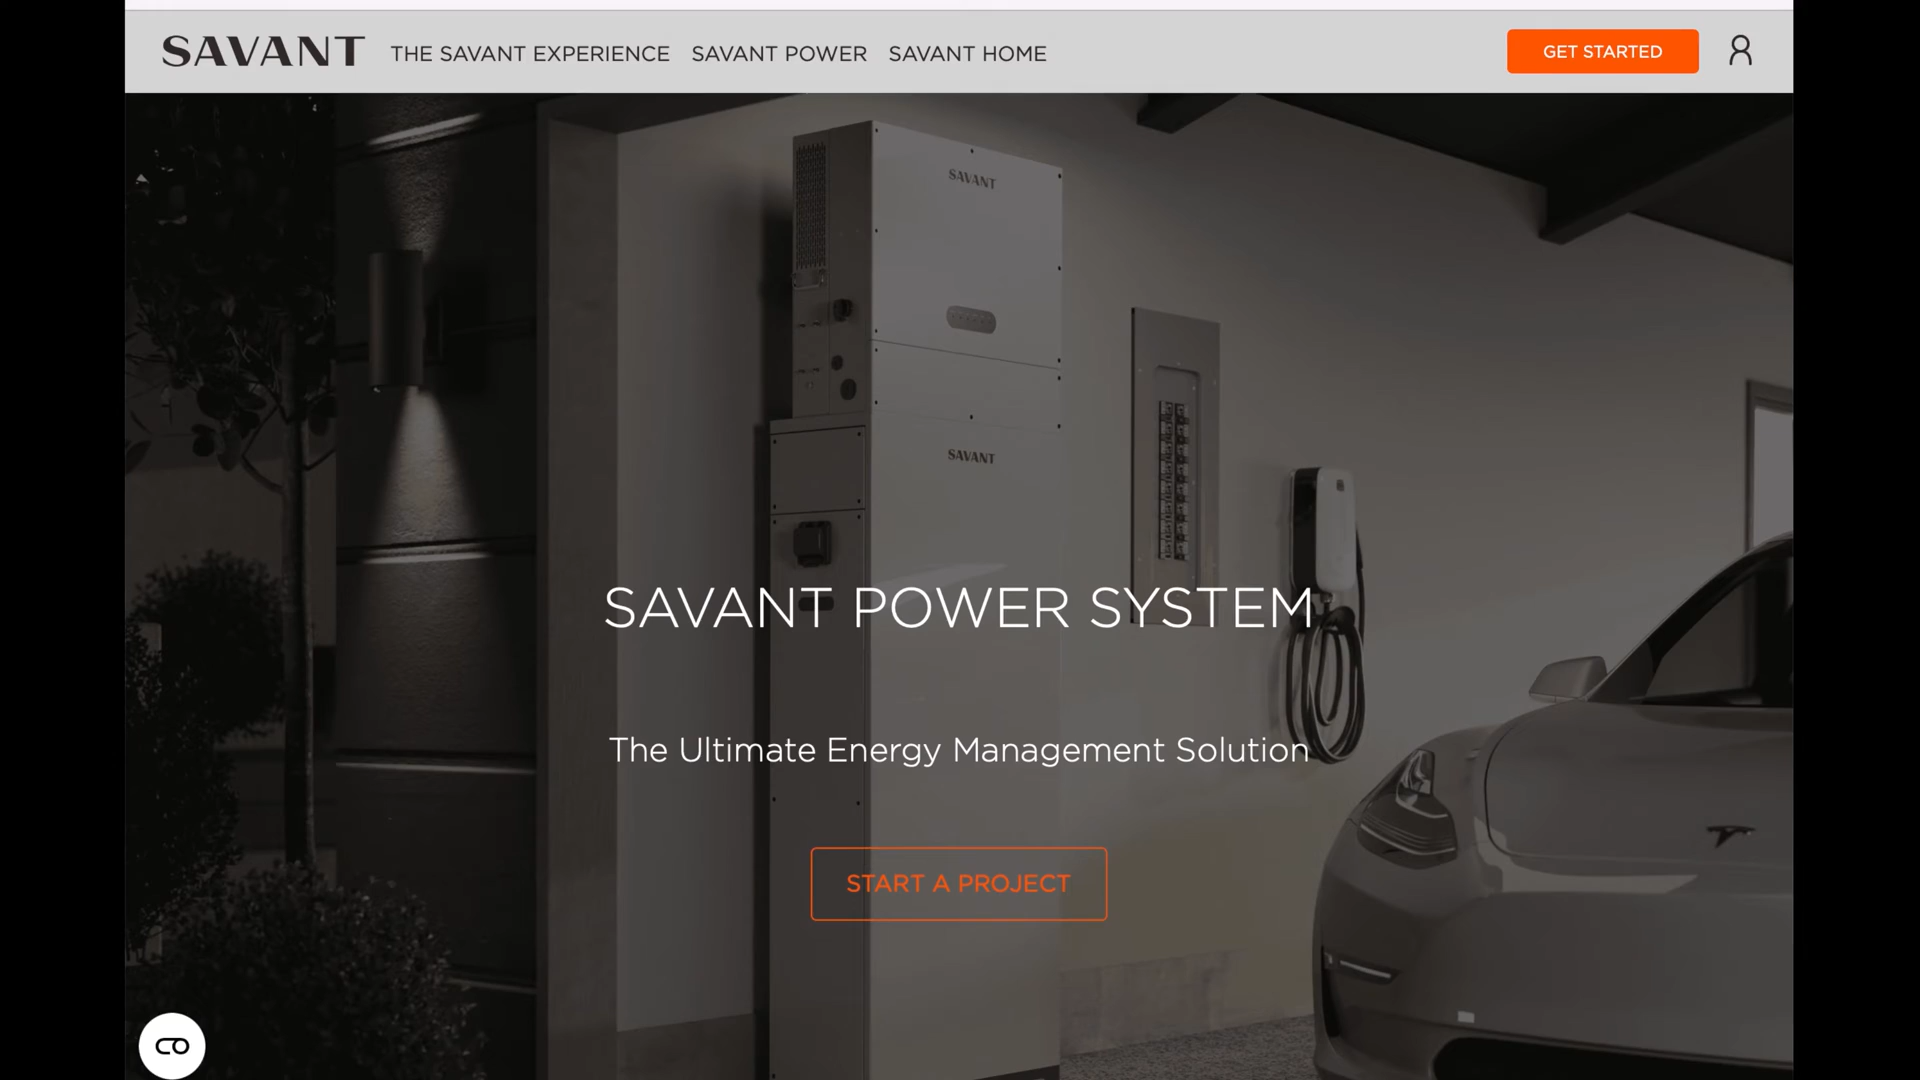 SAVANT THE SAVANT EXPERIENCE SAVANT POWER SAVANT HOME GET STARTED
SAVANT
SAVANT
SAVANT POWER SYSTEM
The Ultimate Energy Management Solution
START A PROJECT